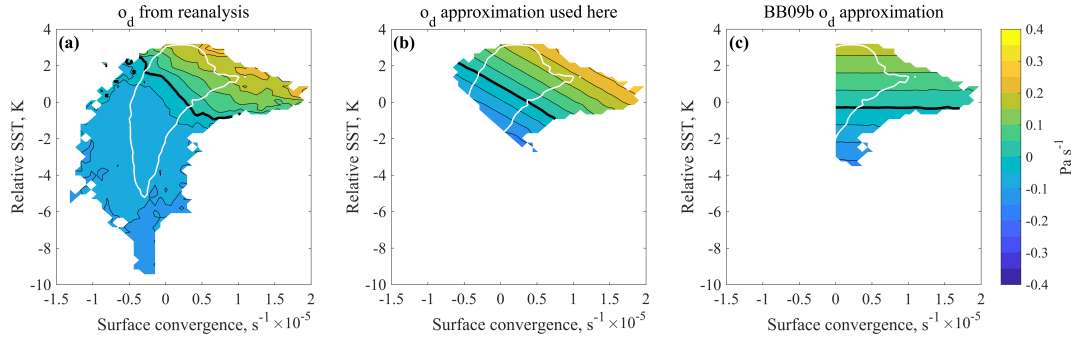 o_d from reanalysis
o_d approximation used here
BB09b o_d approximation
(a)
(b)
(c)
Relative SST, K
4
2
0
-2
-4
-6
-8
-10
-1.5 -1 -0.5 0 0.5 1 1.5 2
Surface convergence, s^-1 ×10^-5
Relative SST, K
4
2
0
-2
-4
-6
-8
-10
-1.5 -1 -0.5 0 0.5 1 1.5 2
Surface convergence, s^-1 ×10^-5
Relative SST, K
4
2
0
-2
-4
-6
-8
-10
-1.5 -1 -0.5 0 0.5 1 1.5 2
Surface convergence, s^-1 ×10^-5
0.4
0.3
0.2
0.1
0
-0.1
-0.2
-0.3
-0.4
Pa s^-1